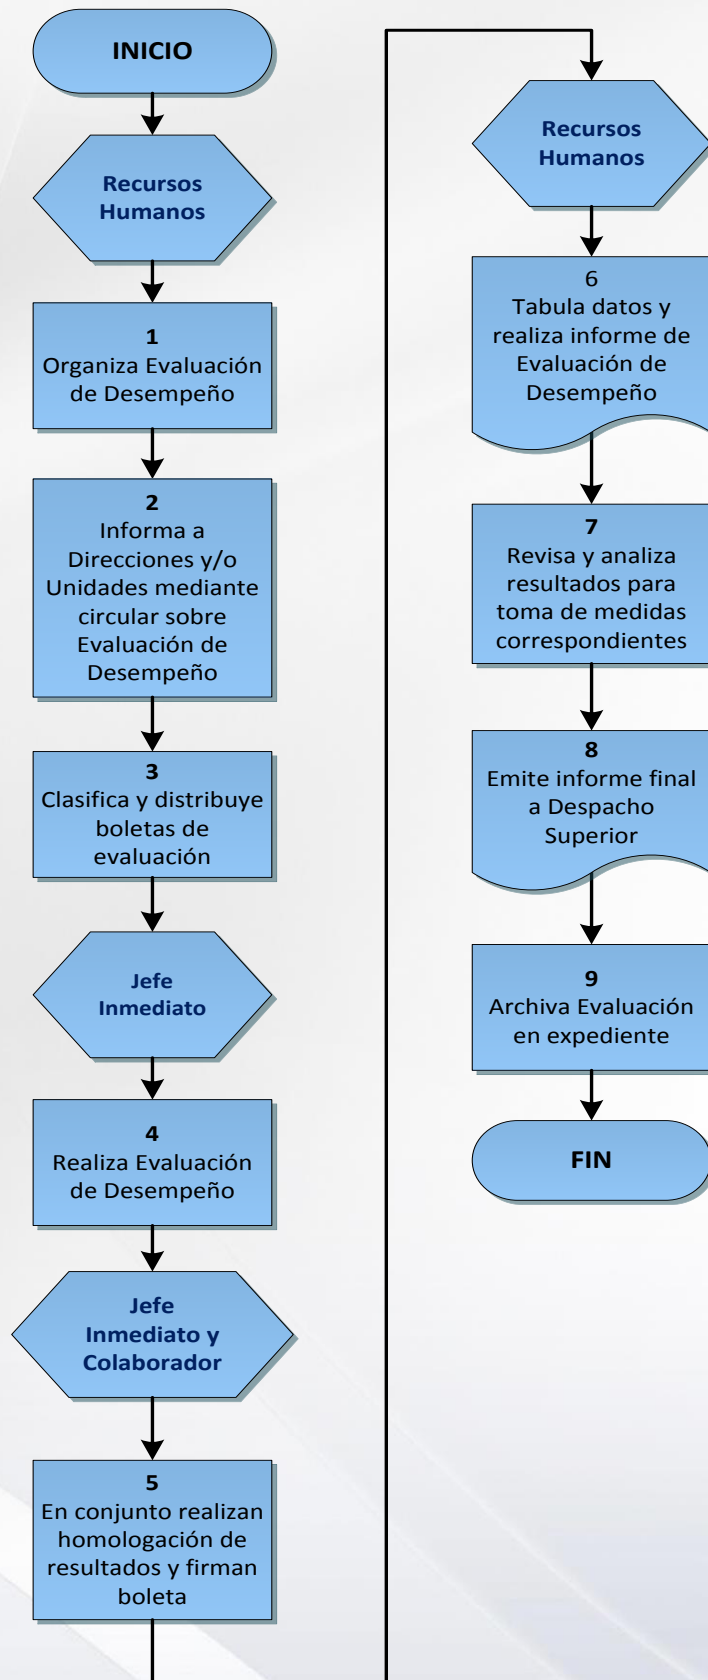 INICIO
Recursos
Humanos
1
Organiza Evaluación
de Desempeño
2
Informa a
Direcciones y/o
Unidades mediante
circular sobre
Evaluación de
Desempeño
3
Clasifica y distribuye
boletas de
evaluación
Jefe
Inmediato
4
Realiza Evaluación
de Desempeño
Jefe
Inmediato y
Colaborador
5
En conjunto realizan
homologación de
resultados y firman
boleta
Recursos
Humanos
6
Tabula datos y
realiza informe de
Evaluación de
Desempeño
7
Revisa y analiza
resultados para
toma de medidas
correspondientes
8
Emite informe final
a Despacho
Superior
9
Archiva Evaluación
en expediente
FIN